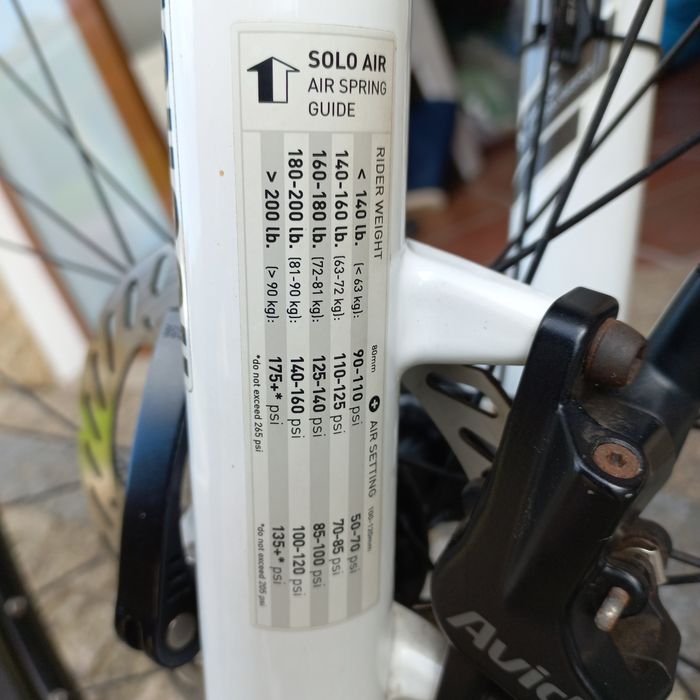 SOLO AIR
AIR SPRING
GUIDE
RIDER WEIGHT 80mm AIR SETTING 100-120mm
< 140 lb. (< 63 kg): 90-110 psi 50-70 psi
140-160 lb. (63-72 kg): 110-125 psi 70-85 psi
160-180 lb. (72-81 kg): 125-140 psi 85-100 psi
180-200 lb. (81-90 kg): 140-160 psi 100-120 psi
> 200 lb. (> 90 kg): 175+* psi 135+* psi
*do not exceed 265 psi *do not exceed 205 psi
Avid